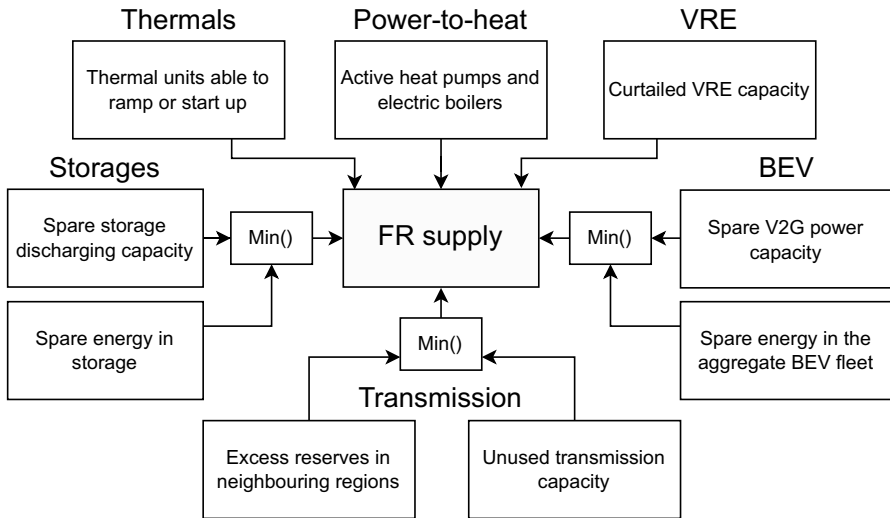 Thermals
Power-to-heat
VRE
Thermal units able to
ramp or start up
Active heat pumps and
electric boilers
Curtailed VRE capacity
Storages
BEV
Spare storage
discharging capacity
Min()
FR supply
Min()
Spare V2G power
capacity
Spare energy in
storage
Min()
Spare energy in the
aggregate BEV fleet
Transmission
Excess reserves in
neighbouring regions
Unused transmission
capacity